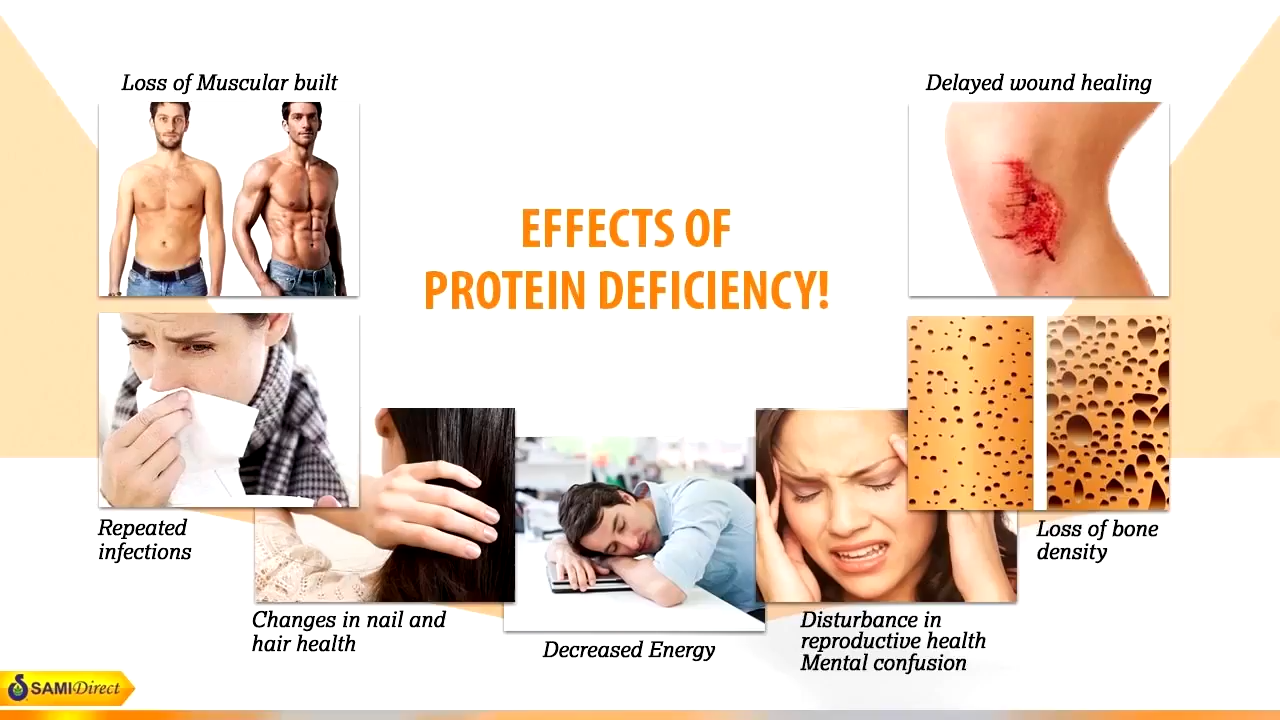 Loss of Muscular built
Delayed wound healing
EFFECTS OF
PROTEIN DEFICIENCY!
Repeated
infections
Loss of bone
density
Changes in nail and
hair health
Decreased Energy
Disturbance in
reproductive health
Mental confusion
SAMIDirect